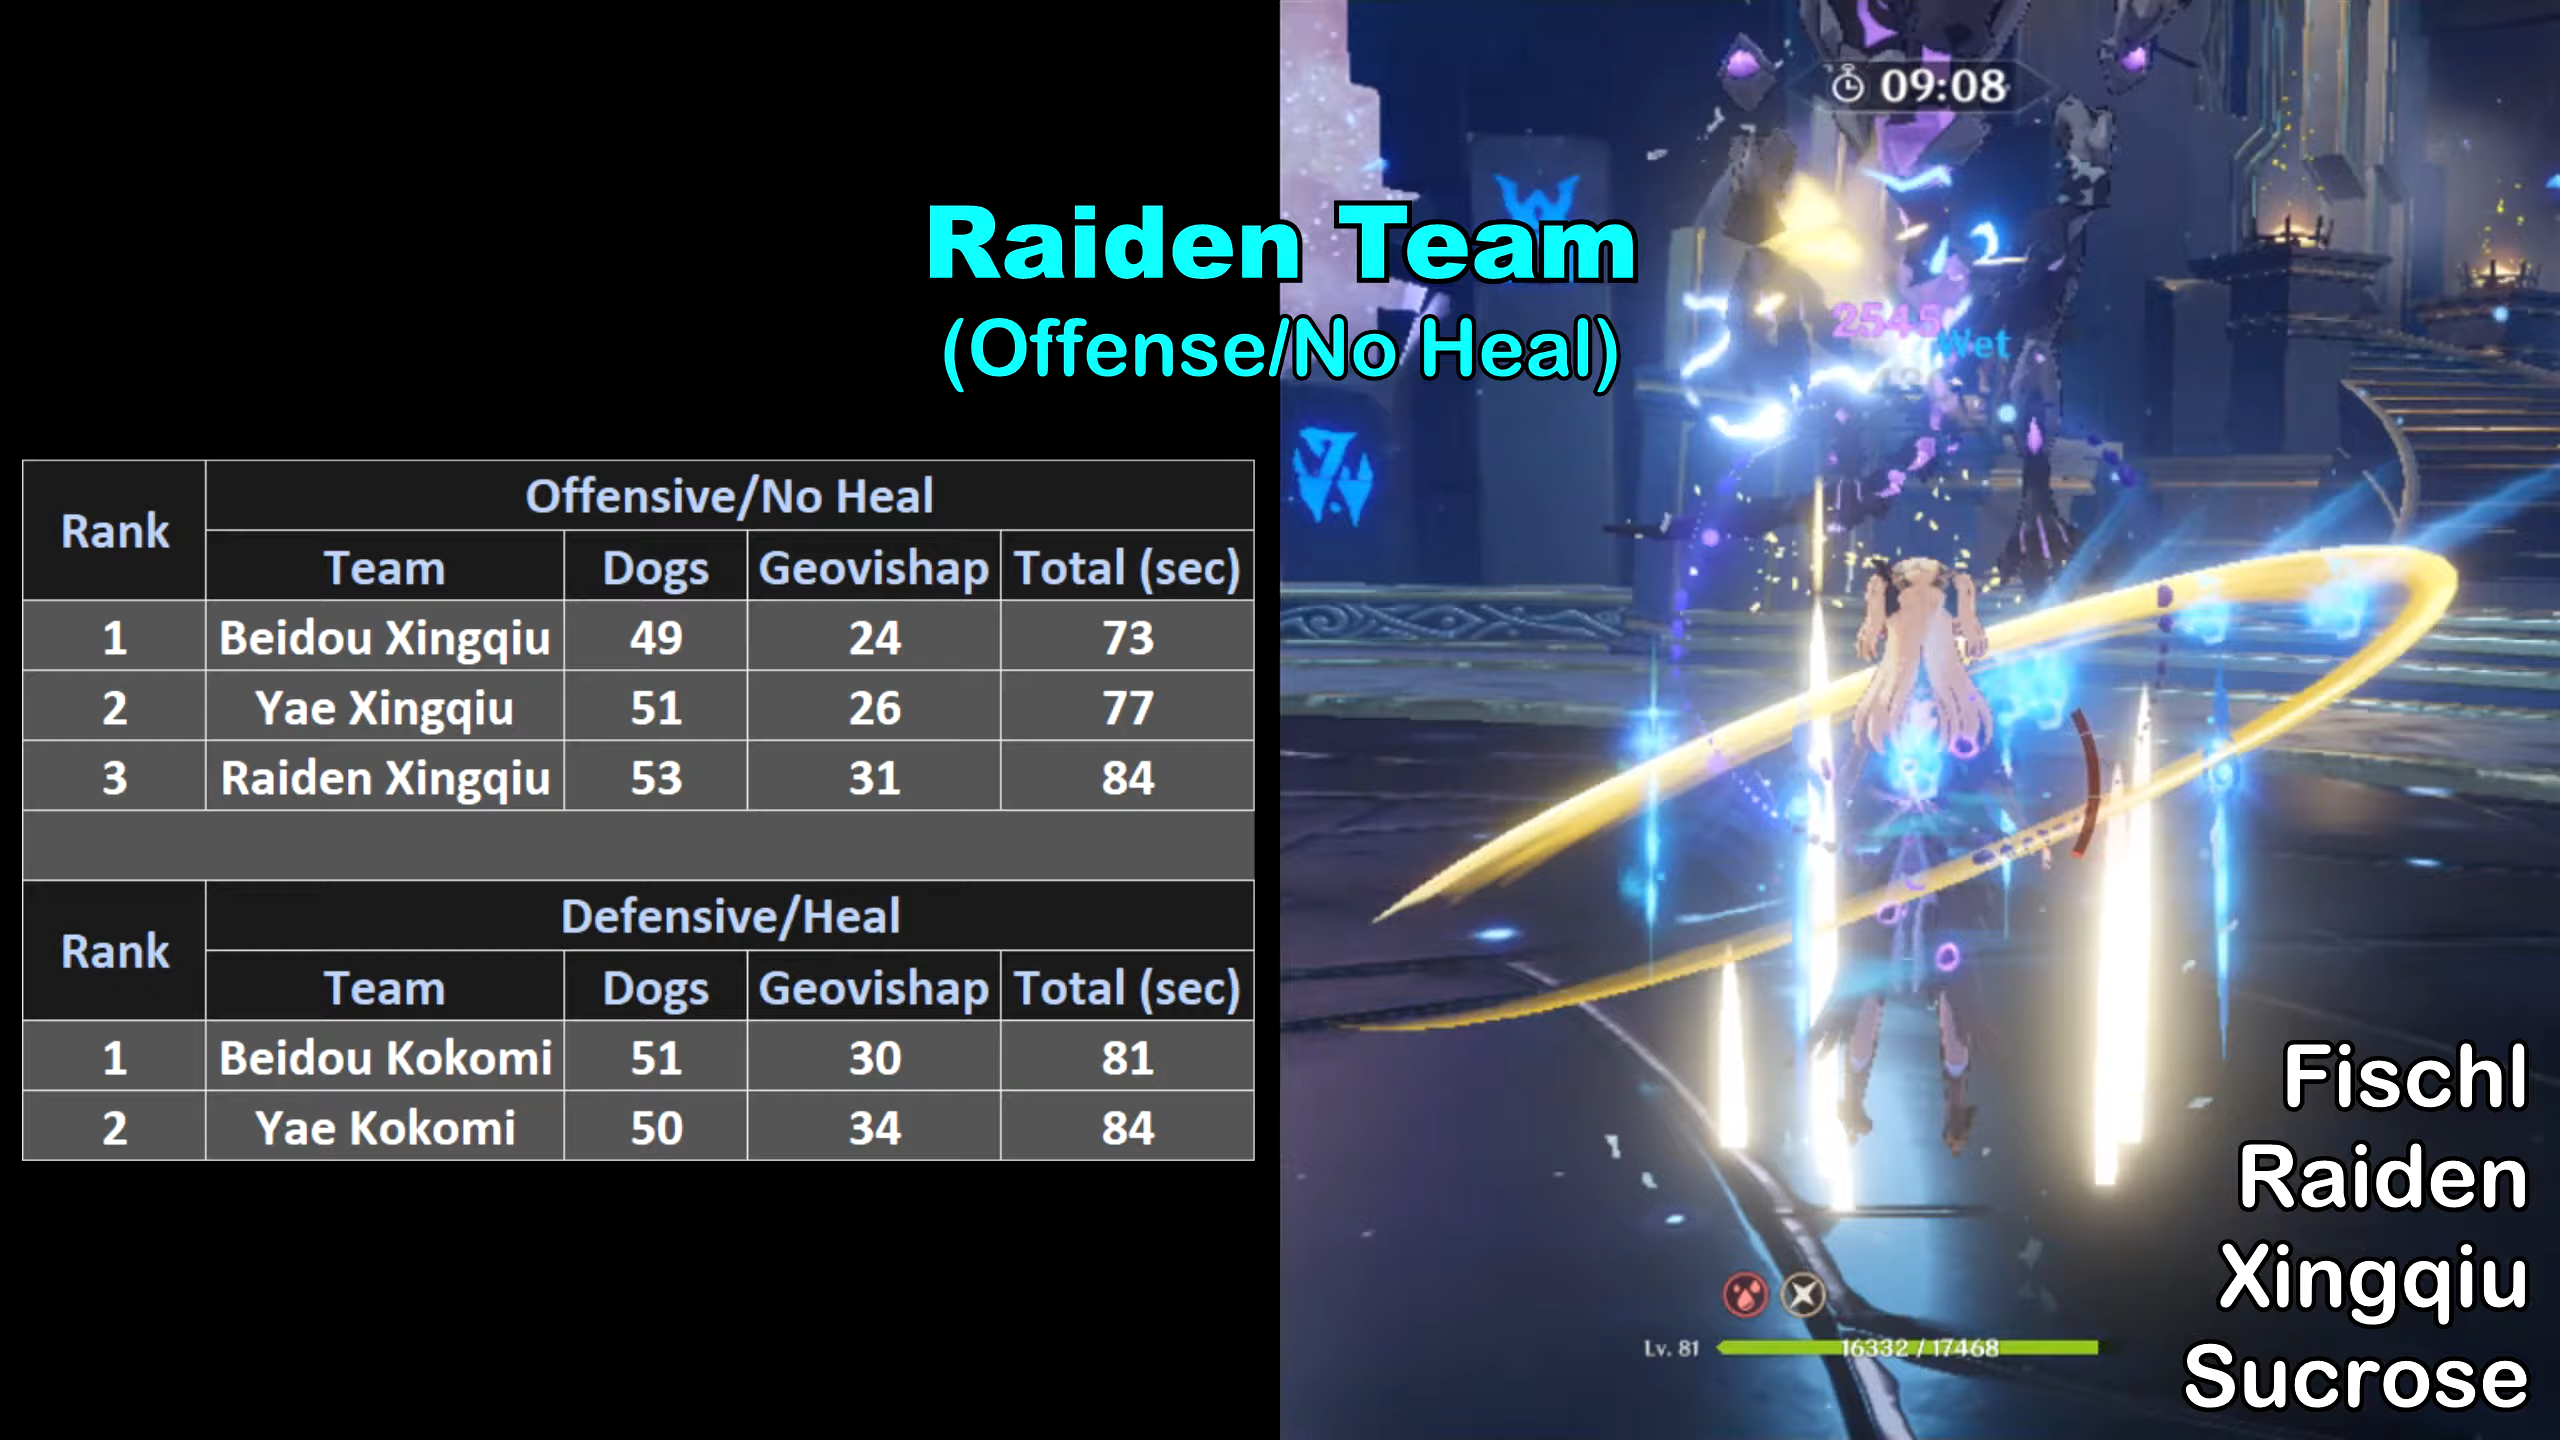 Raiden Team
(Offense/No Heal)
Rank
Offensive/No Heal
Team Dogs Geovishap Total (sec)
1 Beidou Xingqiu 49 24 73
2 Yae Xingqiu 51 26 77
3 Raiden Xingqiu 53 31 84
Rank
Defensive/Heal
Team Dogs Geovishap Total (sec)
1 Beidou Kokomi 51 30 81
2 Yae Kokomi 50 34 84
09:08
2545
Wet
Fischl
Raiden
Xingqiu
Sucrose
Lv. 81 16332 / 17468